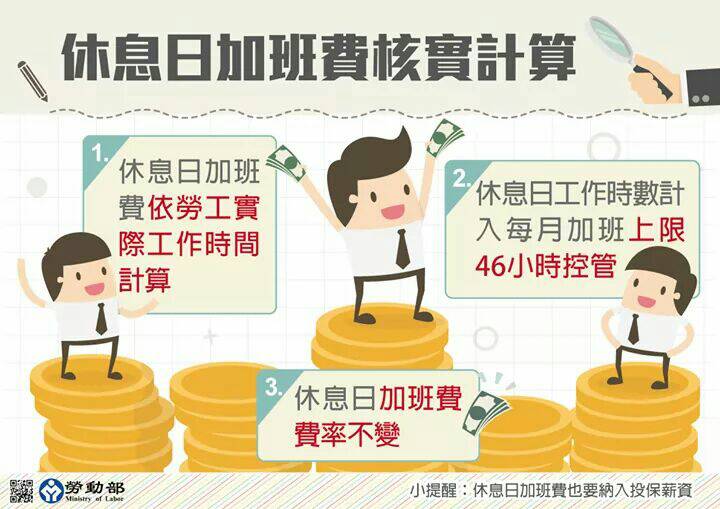 休息日加班費核實計算
1.
休息日加班
費依勞工實
際工作時間
計算
2.
休息日工作時數計
入每月加班上限
46小時控管
3.
休息日加班費
費率不變
勞動部
Ministry of Labor
小提醒：休息日加班費也要納入投保薪資